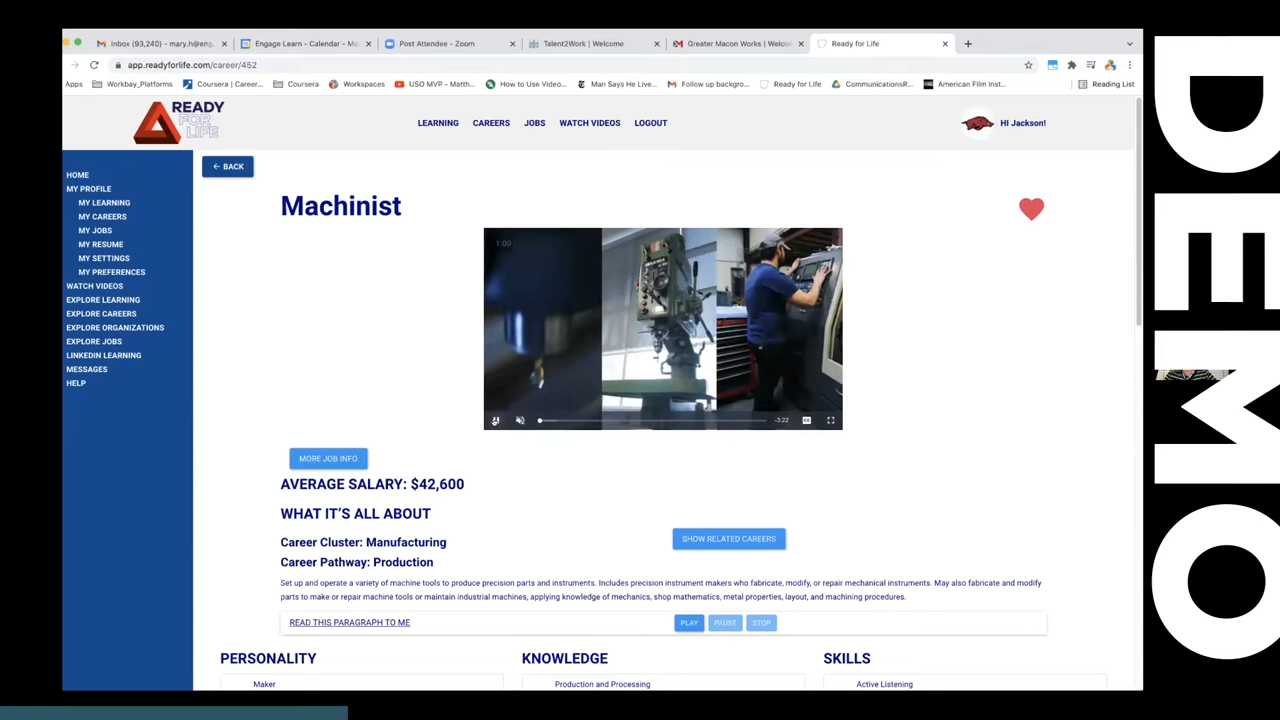 Inbox (93,240) - mary.h@eng
Engage Learn - Calendar - Mo
Post Attendee - Zoom
Talent2Work | Welcome
Greater Macon Works | Welco
Ready for Life
app.readyforlife.com/career/452
Apps
Workbay_Platforms
Coursera | Career...
Coursera
Workspaces
USO MVP - Matth...
How to Use Video...
Man Says He Live...
Follow up backgro...
Ready for Life
CommunicationsR...
American Film Inst...
Reading List
READY
FOR
LIFE
LEARNING
CAREERS
JOBS
WATCH VIDEOS
LOGOUT
HI Jackson!
HOME
MY PROFILE
MY LEARNING
MY CAREERS
MY JOBS
MY RESUME
MY SETTINGS
MY PREFERENCES
WATCH VIDEOS
EXPLORE LEARNING
EXPLORE CAREERS
EXPLORE ORGANIZATIONS
EXPLORE JOBS
LINKEDIN LEARNING
MESSAGES
HELP
← BACK
Machinist
1.00
-3:22
MORE JOB INFO
AVERAGE SALARY: $42,600
WHAT IT'S ALL ABOUT
Career Cluster: Manufacturing
SHOW RELATED CAREERS
Career Pathway: Production
Set up and operate a variety of machine tools to produce precision parts and instruments. Includes precision instrument makers who fabricate, modify, or repair mechanical instruments. May also fabricate and modify
parts to make or repair machine tools or maintain industrial machines, applying knowledge of mechanics, shop mathematics, metal properties, layout, and machining procedures.
READ THIS PARAGRAPH TO ME
PLAY
PAUSE
STOP
PERSONALITY
KNOWLEDGE
SKILLS
Maker
Production and Processing
Active Listening
DEMO